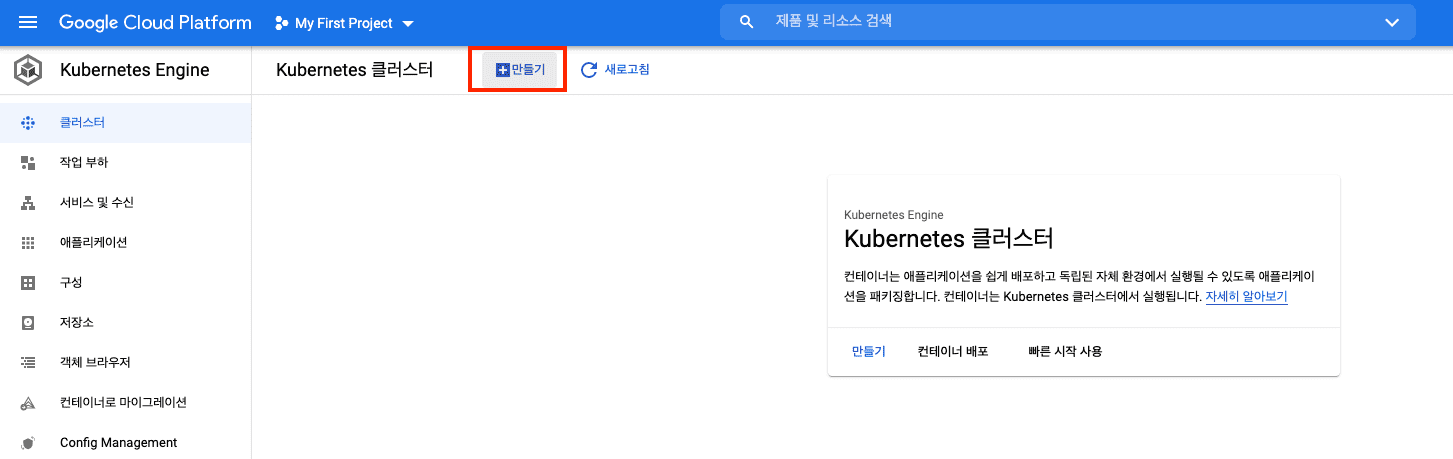 Google Cloud Platform
My First Project
제품 및 리소스 검색
Kubernetes Engine
Kubernetes 클러스터
만들기
새로고침
클러스터
작업 부하
서비스 및 수신
애플리케이션
구성
저장소
객체 브라우저
컨테이너로 마이그레이션
Config Management
Kubernetes Engine
Kubernetes 클러스터
컨테이너는 애플리케이션을 쉽게 배포하고 독립된 자체 환경에서 실행될 수 있도록 애플리케이
션을 패키징합니다. 컨테이너는 Kubernetes 클러스터에서 실행됩니다. 자세히 알아보기
만들기
컨테이너 배포
빠른 시작 사용